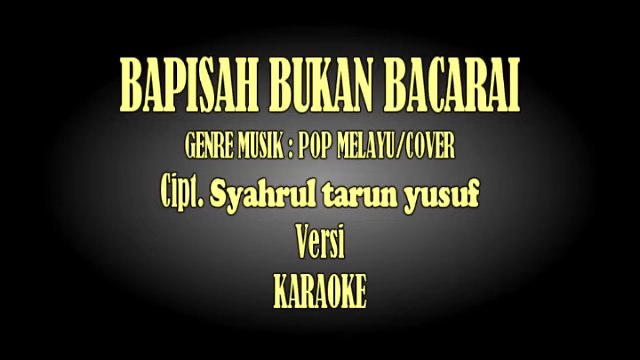 BAPISAH BUKAN BACARAI
GENRE MUSIK : POP MELAYU/COVER
Cipt. Syahrul tarun yusuf
Versi
KARAOKE